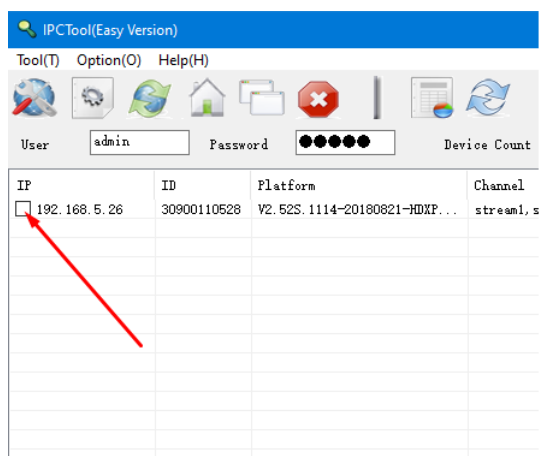 IPCTool(Easy Version)
Tool(T) Option(O) Help(H)
User admin Password ●●●●● Device Count
IP ID Platform Channel
192.168.5.26 30900110528 V2.52S.1114-20180821-HDXP... stream1, s